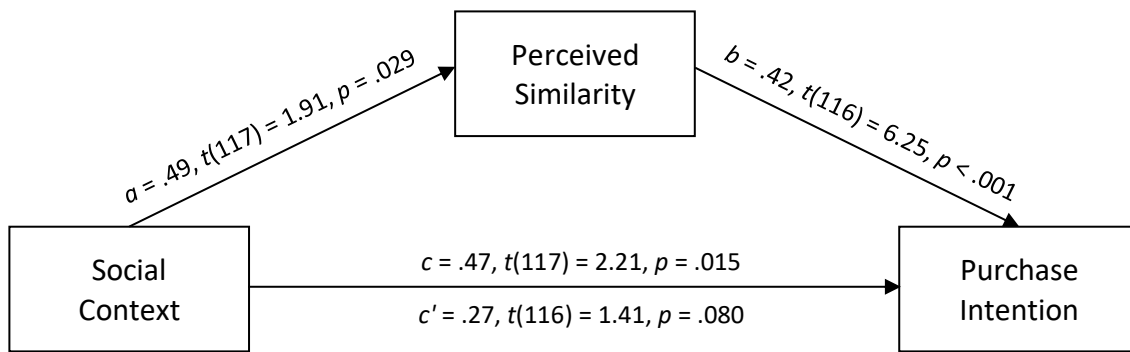 Perceived
Similarity
a = .49, t(117) = 1.91, p = .029
b = .42, t(116) = 6.25, p < .001
Social
Context
c = .47, t(117) = 2.21, p = .015
c' = .27, t(116) = 1.41, p = .080
Purchase
Intention